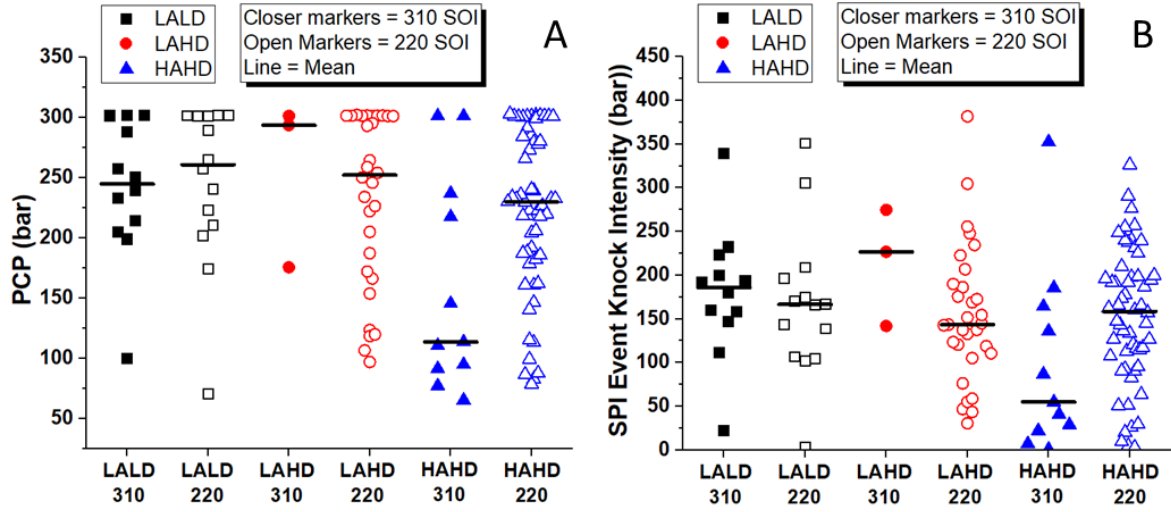 LALD
LAHD
HAHD
Closer markers = 310 SOI
Open Markers = 220 SOI
Line = Mean
A
PCP (bar)
350
300
250
200
150
100
50
LALD LALD LAHD LAHD HAHD HAHD
310 220 310 220 310 220
LALD
LAHD
HAHD
Closer markers = 310 SOI
Open Markers = 220 SOI
Line = Mean
B
SPI Event Knock Intensity (bar))
450
400
350
300
250
200
150
100
50
0
LALD LALD LAHD LAHD HAHD HAHD
310 220 310 220 310 220